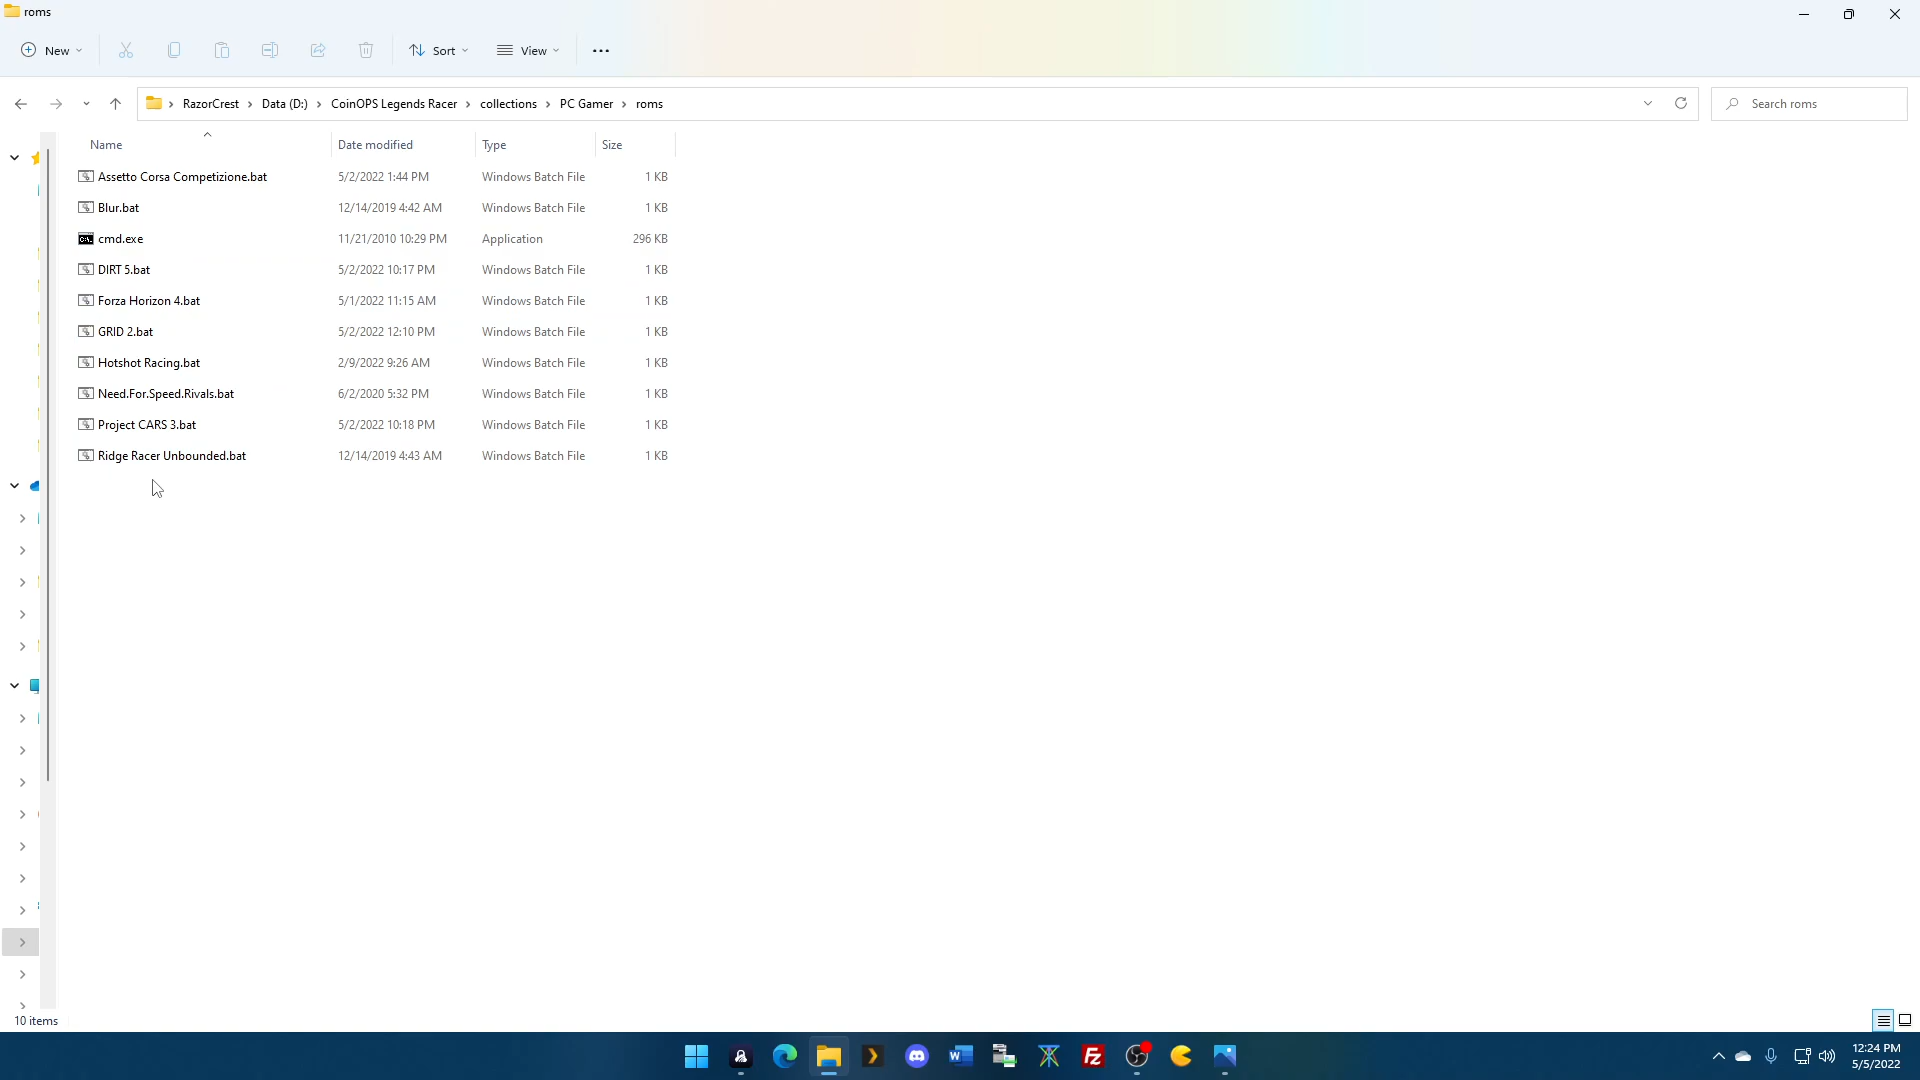 roms
New
Sort
View
RazorCrest
Data (D:)
CoinOPS Legends Racer
collections
PC Gamer
roms
Search roms
Name Date modified Type Size
Assetto Corsa Competizione.bat 5/2/2022 1:44 PM Windows Batch File 1 KB
Blur.bat 12/14/2019 4:42 AM Windows Batch File 1 KB
cmd.exe 11/21/2010 10:29 PM Application 296 KB
DIRT 5.bat 5/2/2022 10:17 PM Windows Batch File 1 KB
Forza Horizon 4.bat 5/1/2022 11:15 AM Windows Batch File 1 KB
GRID 2.bat 5/2/2022 12:10 PM Windows Batch File 1 KB
Hotshot Racing.bat 2/9/2022 9:26 AM Windows Batch File 1 KB
Need.For.Speed.Rivals.bat 6/2/2020 5:32 PM Windows Batch File 1 KB
Project CARS 3.bat 5/2/2022 10:18 PM Windows Batch File 1 KB
Ridge Racer Unbounded.bat 12/14/2019 4:43 AM Windows Batch File 1 KB
10 items
12:24 PM
5/5/2022